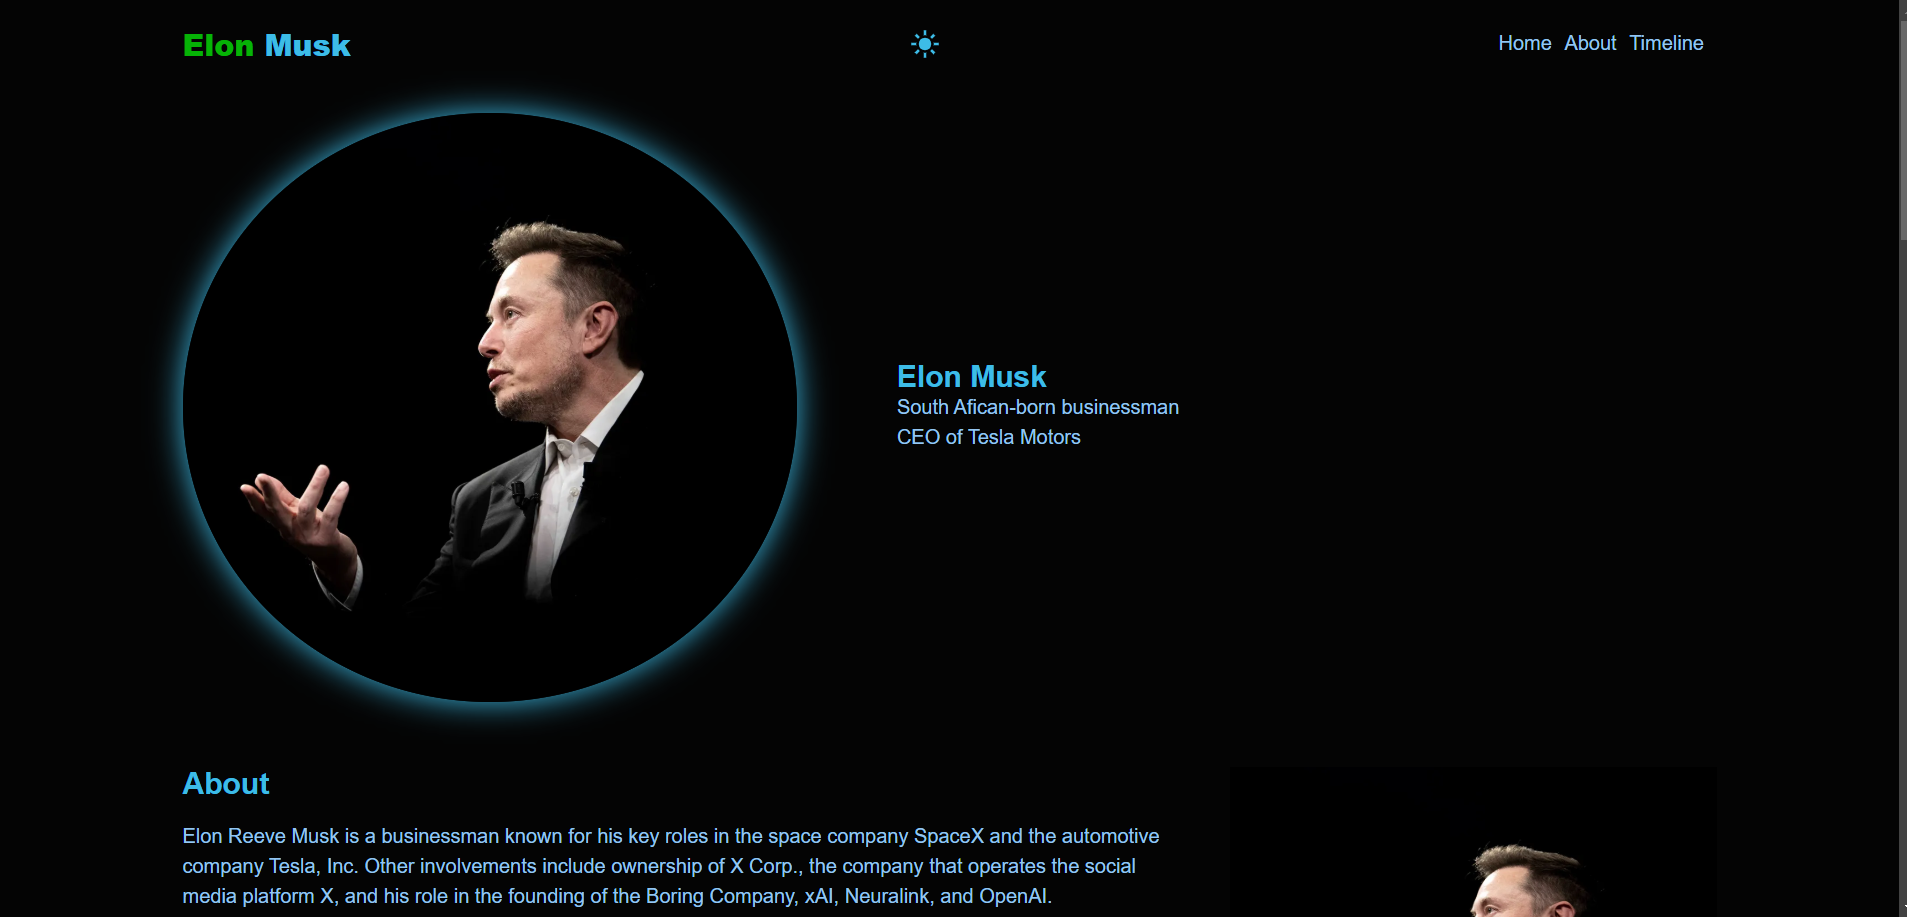 Elon Musk
Home About Timeline
Elon Musk
South Afican-born businessman
CEO of Tesla Motors
About
Elon Reeve Musk is a businessman known for his key roles in the space company SpaceX and the automotive
company Tesla, Inc. Other involvements include ownership of X Corp., the company that operates the social
media platform X, and his role in the founding of the Boring Company, xAI, Neuralink, and OpenAI.